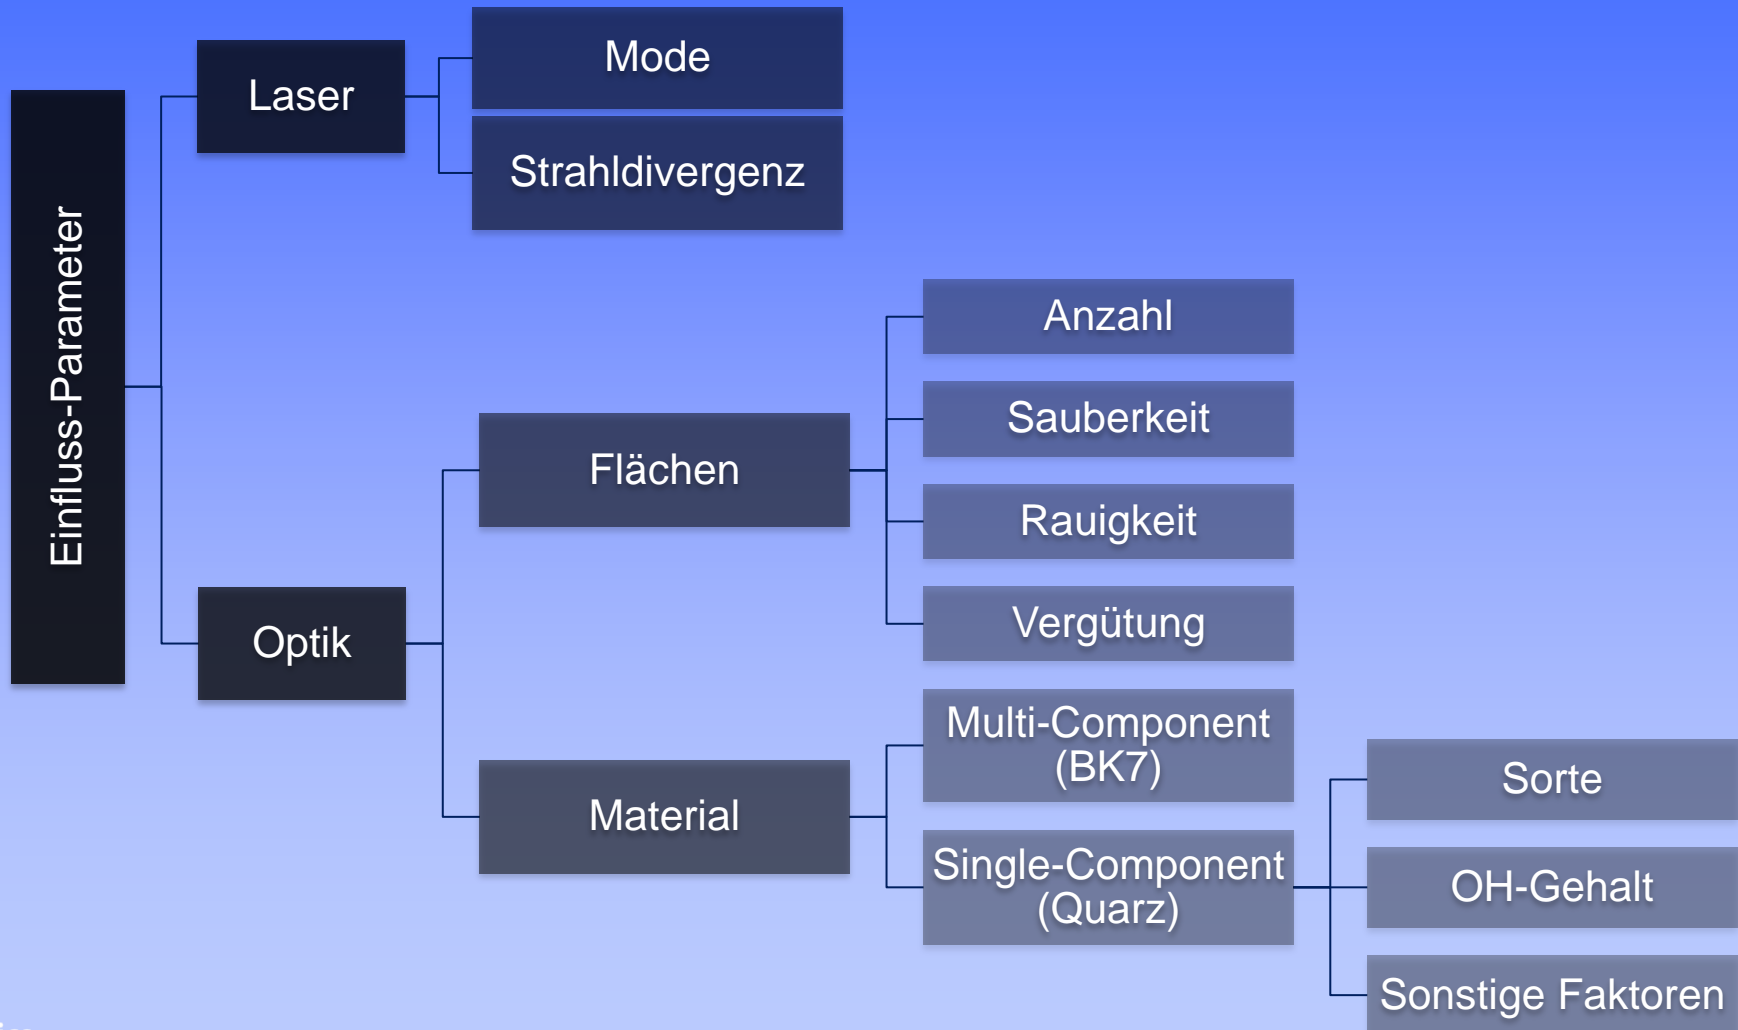 Einfluss-Parameter
Laser
Mode
Strahldivergenz
Optik
Flächen
Anzahl
Sauberkeit
Rauigkeit
Vergütung
Material
Multi-Component
(BK7)
Single-Component
(Quarz)
Sorte
OH-Gehalt
Sonstige Faktoren